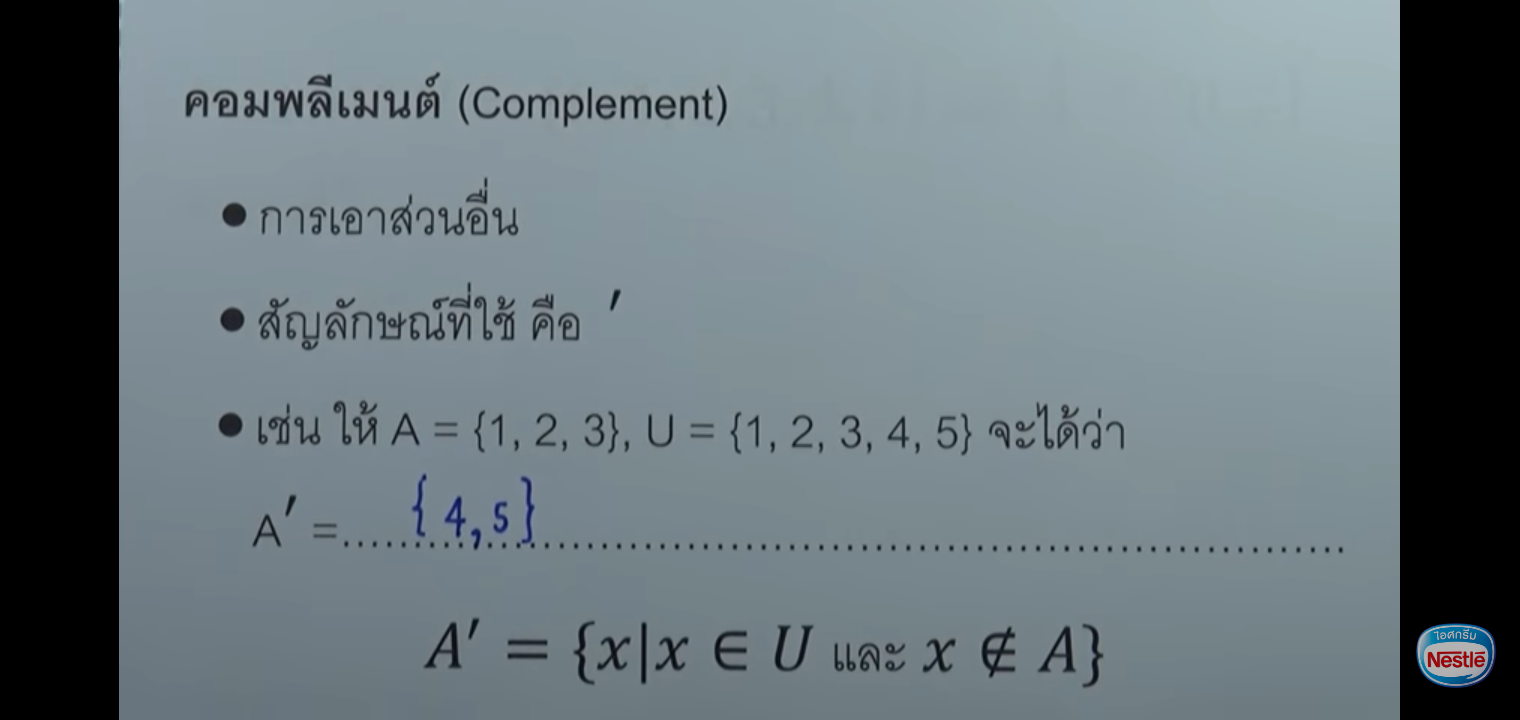 คอมพลีเมนต์ (Complement)
● การเอาส่วนอื่น
● สัญลักษณ์ที่ใช้ คือ ′
● เช่น ให้ A = {1, 2, 3}, U = {1, 2, 3, 4, 5} จะได้ว่า
A′ =.....{4,5}..........................................................
A′ = {x|x ∈ U และ x ∉ A}
ไอศกรีม
Nestlé